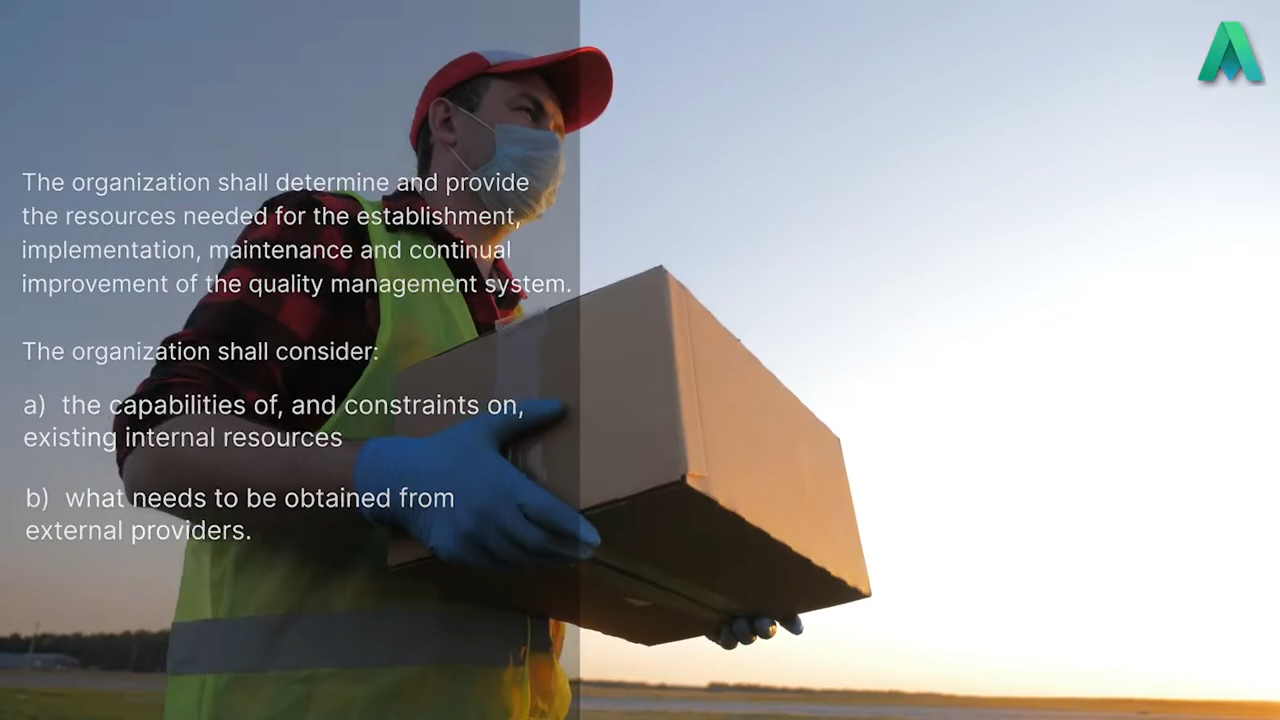 The organization shall determine and provide
the resources needed for the establishment,
implementation, maintenance and continual
improvement of the quality management system.
The organization shall consider:
a) the capabilities of, and constraints on,
existing internal resources
b) what needs to be obtained from
external providers.